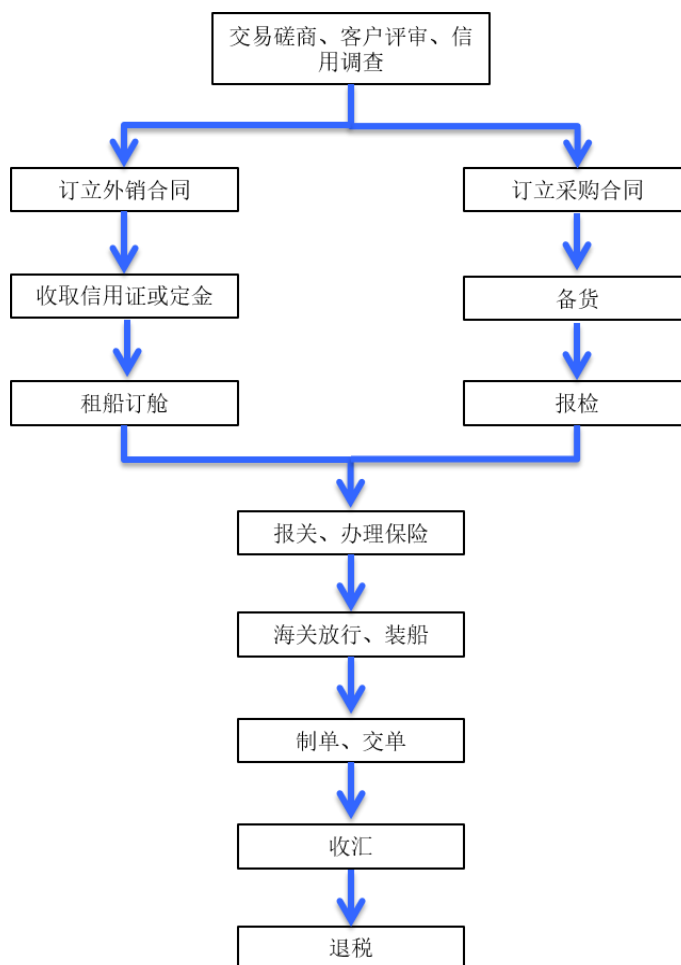 交易磋商、客户评审、信
用调查
订立外销合同
订立采购合同
收取信用证或定金
备货
租船订舱
报检
报关、办理保险
海关放行、装船
制单、交单
收汇
退税